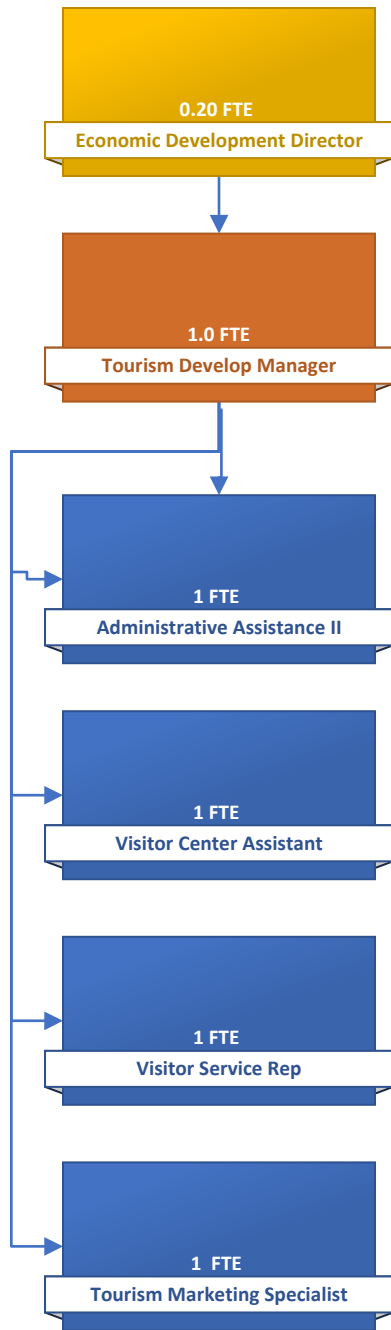 0.20 FTE
Economic Development Director
1.0 FTE
Tourism Develop Manager
1 FTE
Administrative Assistance II
1 FTE
Visitor Center Assistant
1 FTE
Visitor Service Rep
1 FTE
Tourism Marketing Specialist